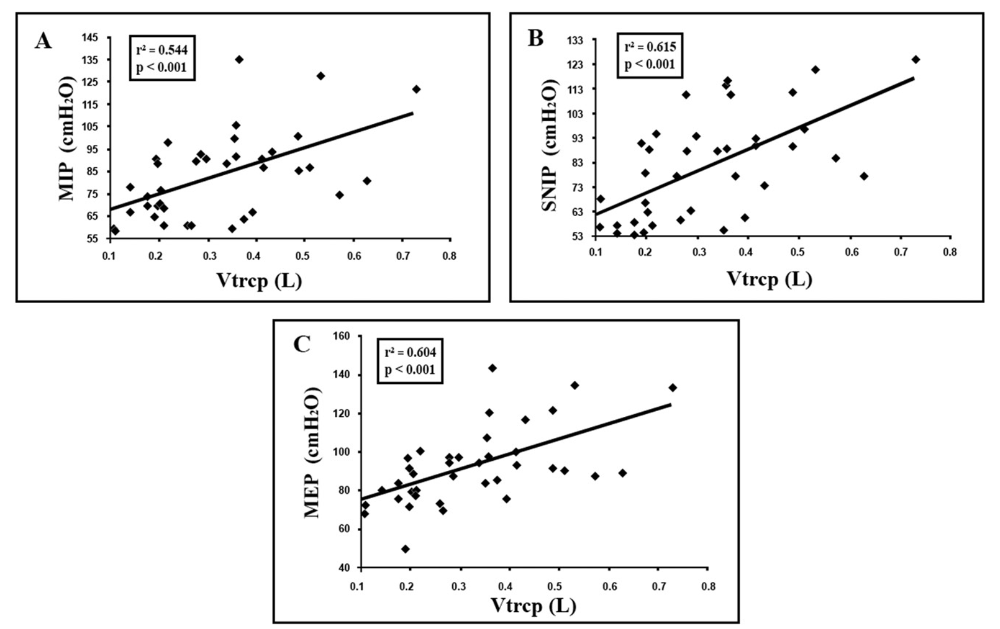 A
r² = 0.544
p < 0.001
MIP (cmH₂O)
145
135
125
115
105
95
85
75
65
55
0.1 0.2 0.3 0.4 0.5 0.6 0.7 0.8
Vtrcp (L)
B
r² = 0.615
p < 0.001
SNIP (cmH₂O)
133
123
113
103
93
83
73
63
53
0.1 0.2 0.3 0.4 0.5 0.6 0.7 0.8
Vtrcp (L)
C
r² = 0.604
p < 0.001
MEP (cmH₂O)
160
140
120
100
80
60
40
0.1 0.2 0.3 0.4 0.5 0.6 0.7 0.8
Vtrcp (L)